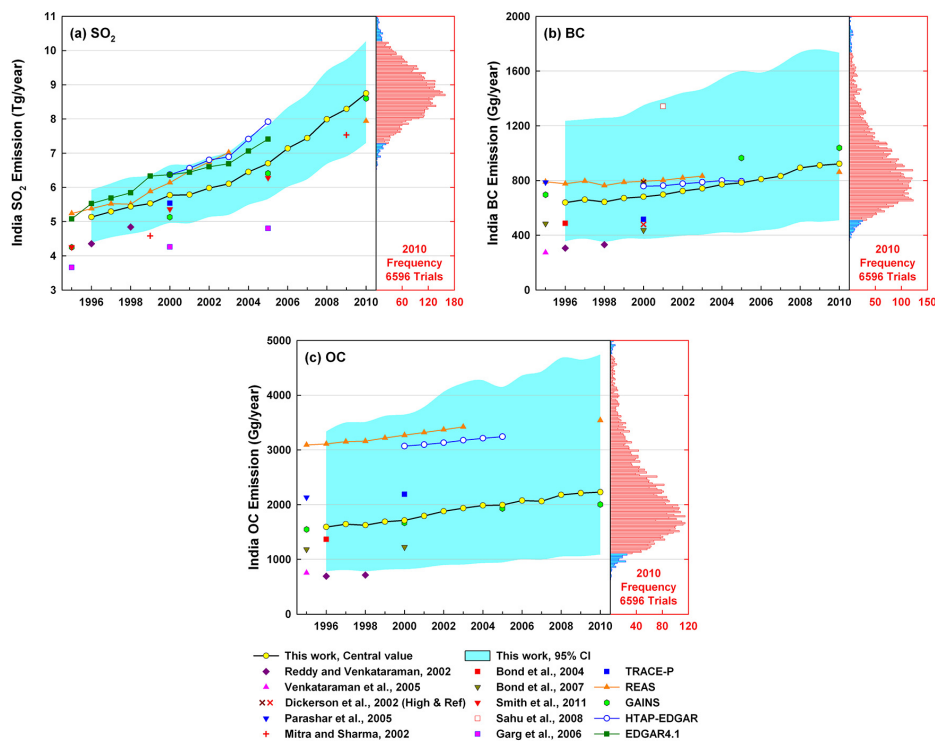 (a) SO2
India SO2 Emission (Tg/year)
11
10
9
8
7
6
5
4
3
1996 1998 2000 2002 2004 2006 2008 2010
2010
Frequency
6596 Trials
60 120 180
(b) BC
India BC Emission (Gg/year)
2000
1600
1200
800
400
0
1996 1998 2000 2002 2004 2006 2008 2010
2010
Frequency
6596 Trials
50 100 150
(c) OC
India OC Emission (Gg/year)
5000
4000
3000
2000
1000
0
1996 1998 2000 2002 2004 2006 2008 2010
2010
Frequency
6596 Trials
40 80 120
This work, Central value
Reddy and Venkataraman, 2002
Venkataraman et al., 2005
Dickerson et al., 2002 (High & Ref)
Parashar et al., 2005
Mitra and Sharma, 2002
This work, 95% CI
Bond et al., 2004
Bond et al., 2007
Smith et al., 2011
Sahu et al., 2008
Garg et al., 2006
TRACE-P
REAS
GAINS
HTAP-EDGAR
EDGAR4.1